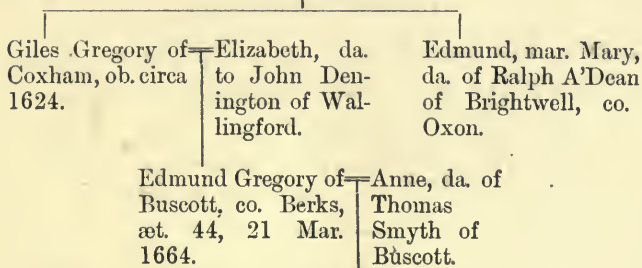 Giles Gregory of
Coxham, ob. circa
1624.
Elizabeth, da.
to John Den-
ington of Wal-
lingford.
Edmund, mar. Mary,
da. of Ralph A'Dean
of Brightwell, co.
Oxon.
Edmund Gregory of
Buscott, co. Berks,
æt. 44, 21 Mar.
1664.
Anne, da. of
Thomas
Smyth of
Buscott.